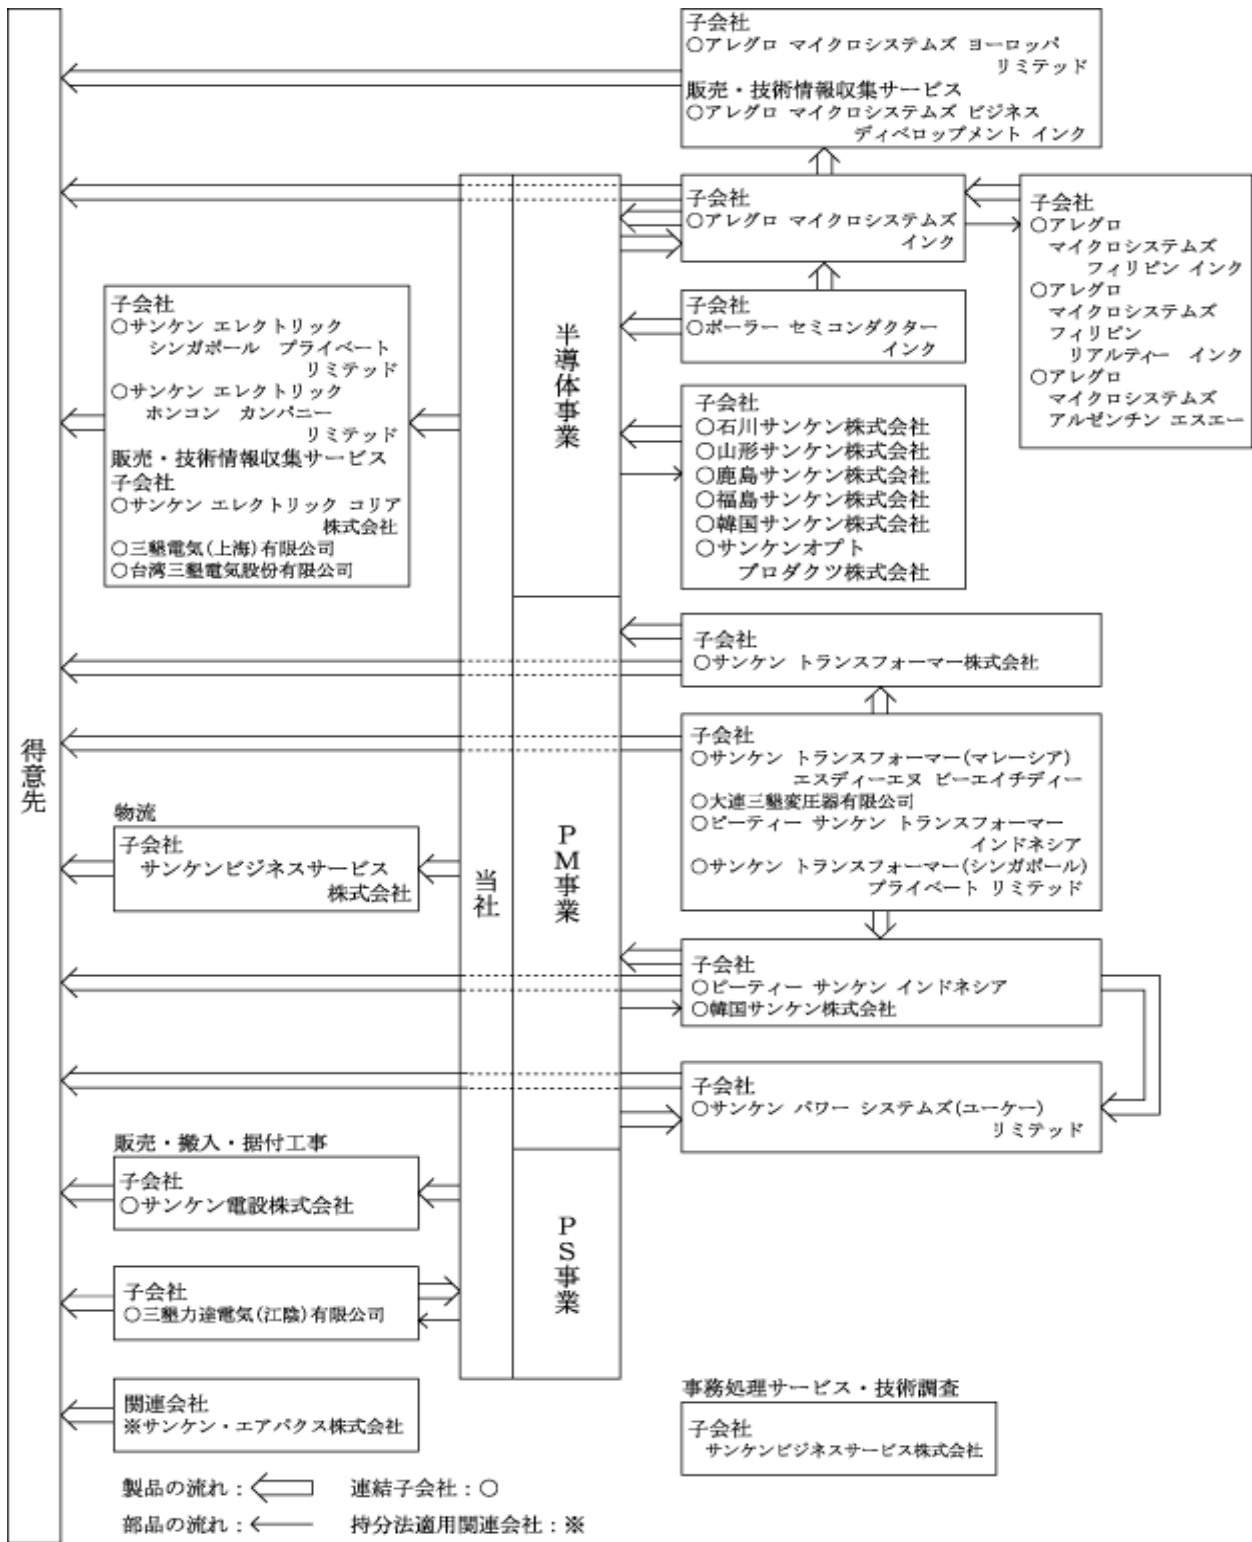 子会社
○アレグロ マイクロシステムズ ヨーロッパ
リミテッド
販売・技術情報収集サービス
○アレグロ マイクロシステムズ ビジネス
ディベロップメント インク
子会社
○アレグロ マイクロシステムズ
インク
子会社
○アレグロ
マイクロシステムズ
フィリピン インク
○アレグロ
マイクロシステムズ
フィリピン
リアルティー インク
○アレグロ
マイクロシステムズ
アルゼンチン エスエー
子会社
○ポーラー セミコンダクター
インク
子会社
○サンケン エレクトリック
シンガポール プライベート
リミテッド
○サンケン エレクトリック
ホンコン カンパニー
リミテッド
販売・技術情報収集サービス
子会社
○サンケン エレクトリック コリア
株式会社
○三墾電気(上海)有限公司
○台湾三墾電気股份有限公司
半導体事業
子会社
○石川サンケン株式会社
○山形サンケン株式会社
○鹿島サンケン株式会社
○福島サンケン株式会社
○韓国サンケン株式会社
○サンケンオプト
プロダクツ株式会社
子会社
○サンケン トランスフォーマー株式会社
得意先
子会社
○サンケン トランスフォーマー(マレーシア)
エスディーエヌ ビーエイチディー
○大連三墾変圧器有限公司
○ピーティー サンケン トランスフォーマー
インドネシア
○サンケン トランスフォーマー(シンガポール)
プライベート リミテッド
物流
子会社
サンケンビジネスサービス
株式会社
当社
PM事業
子会社
○ピーティー サンケン インドネシア
○韓国サンケン株式会社
子会社
○サンケン パワー システムズ(ユーケー)
リミテッド
販売・搬入・据付工事
子会社
○サンケン電設株式会社
PS事業
子会社
○三墾力達電気(江陰)有限公司
関連会社
※サンケン・エアパクス株式会社
事務処理サービス・技術調査
子会社
サンケンビジネスサービス株式会社
製品の流れ： 連結子会社：○
部品の流れ： 持分法適用関連会社：※